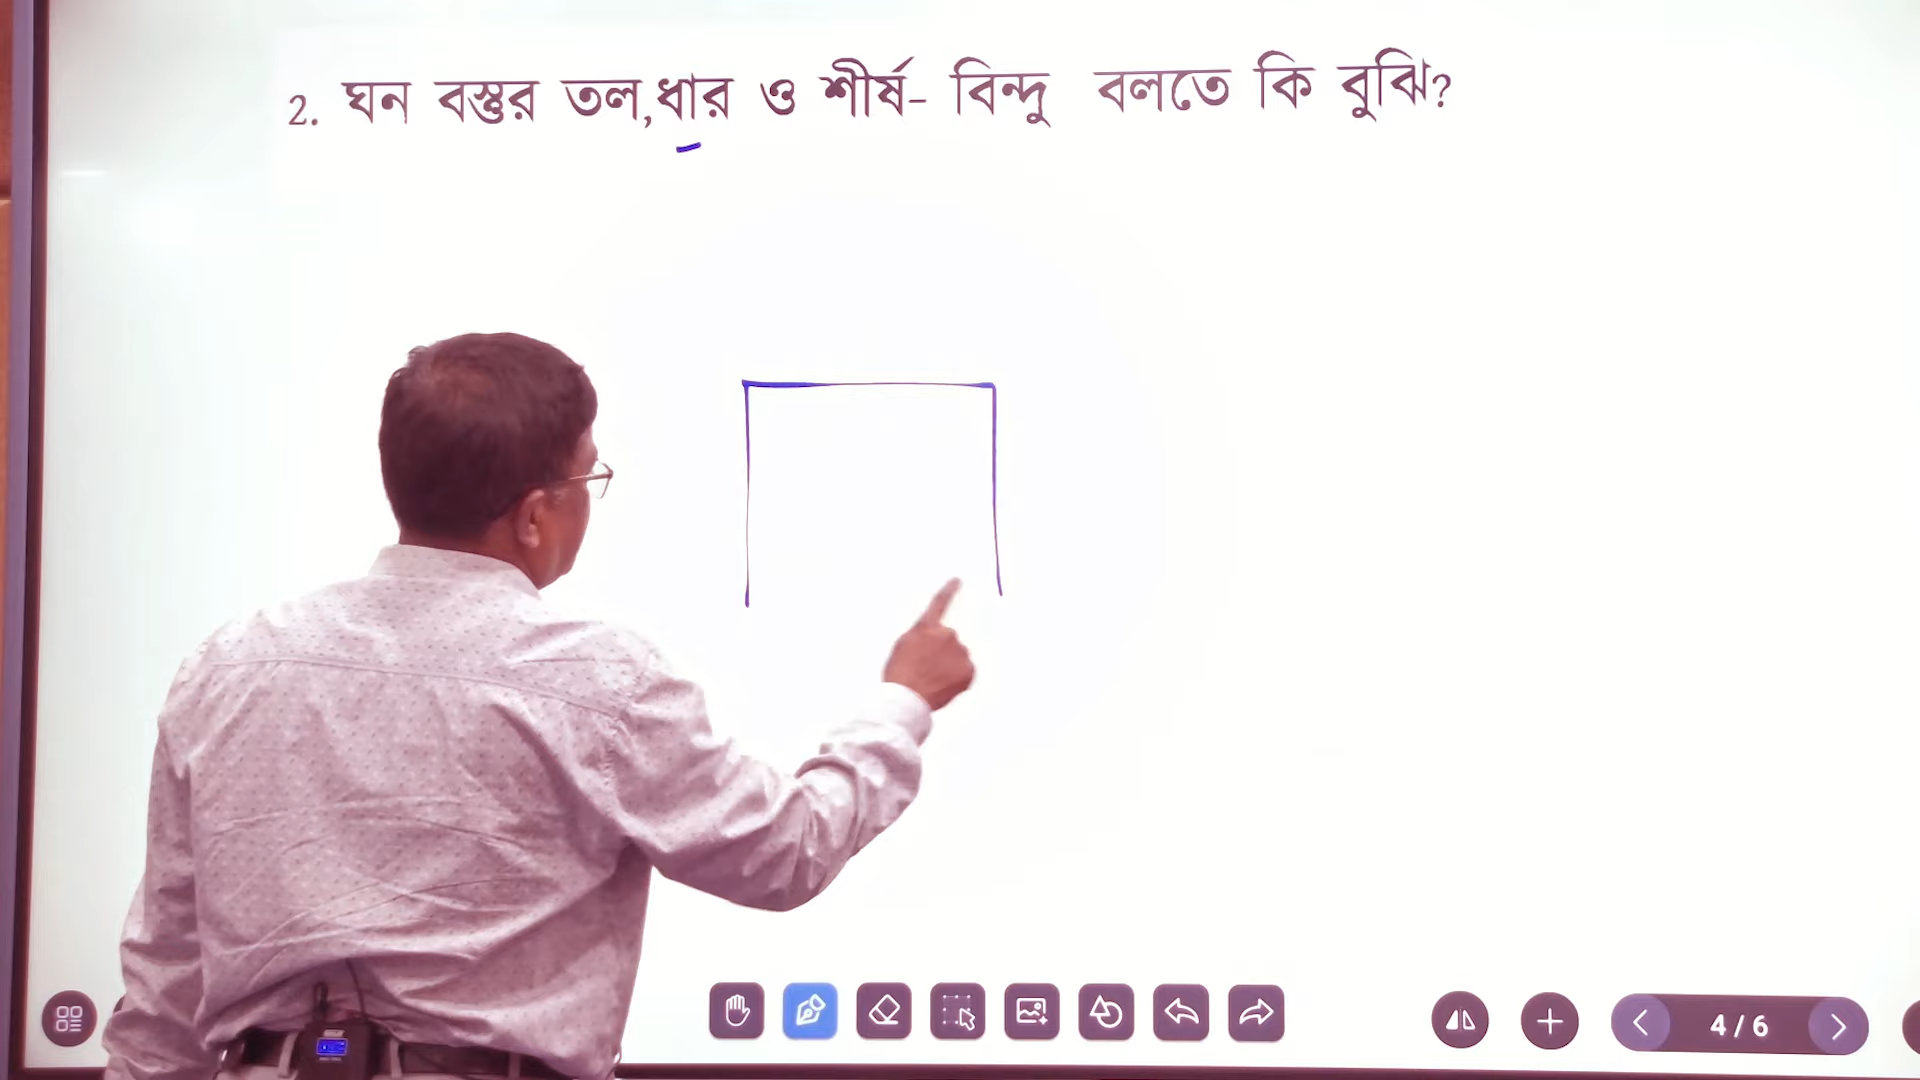 2. ঘন বস্তুর তল,ধার ও শীর্ষ- বিন্দু বলতে কি বুঝি?
4 / 6